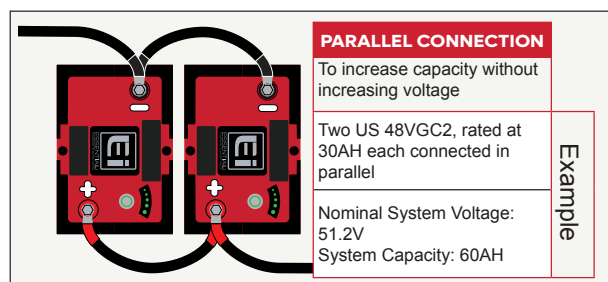 PARALLEL CONNECTION
To increase capacity without
increasing voltage
Two US 48VGC2, rated at
30AH each connected in
parallel
Nominal System Voltage:
51.2V
System Capacity: 60AH
Example